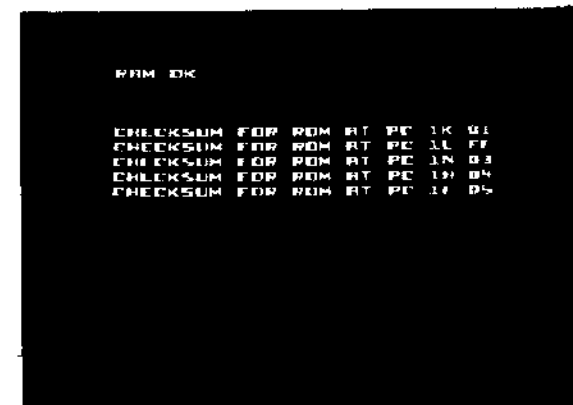 RAM OK
CHECKSUM FOR ROM AT PC 1K 01
CHECKSUM FOR ROM AT PC 1L FF
CHECKSUM FOR ROM AT PC 1N 03
CHECKSUM FOR ROM AT PC 04
CHECKSUM FOR ROM AT PC 05